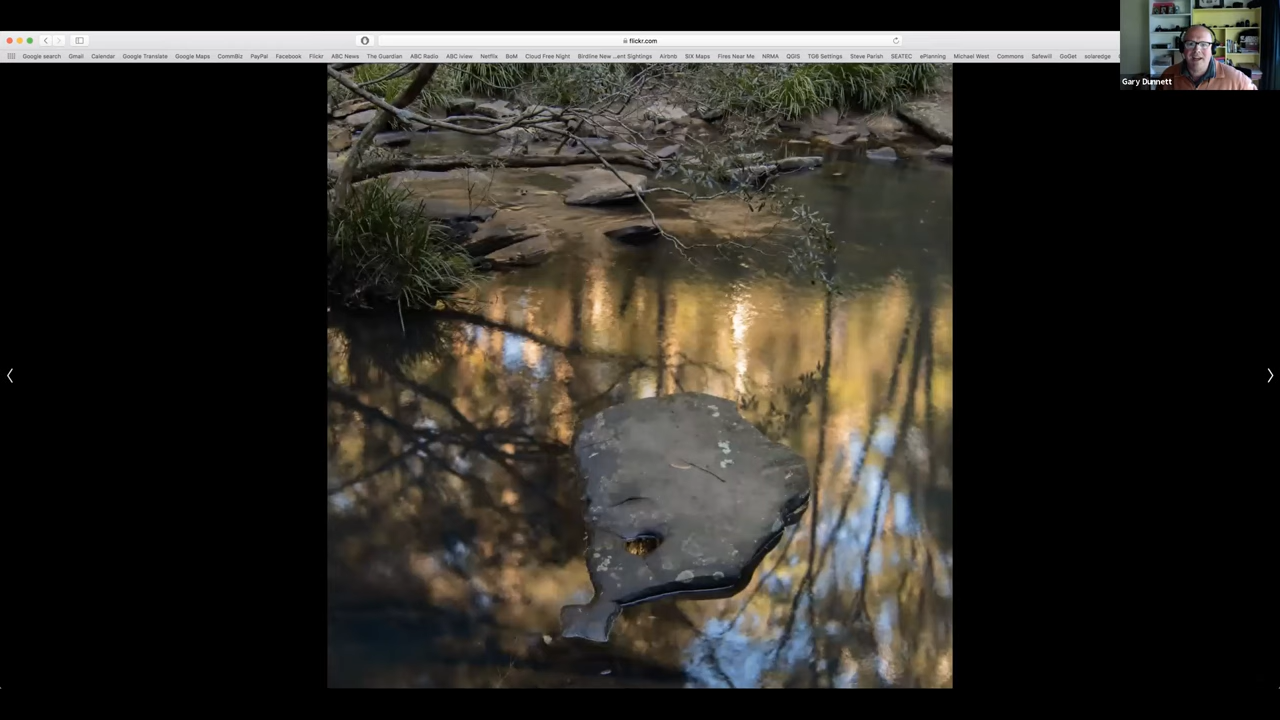 flickr.com
Google search Gmail Calendar Google Translate Google Maps CommBiz PayPal Facebook Flickr ABC News The Guardian ABC Radio ABC iview Netflix BoM Cloud Free Night Birdline New ...ent Sightings Airbnb SIX Maps Fires Near Me NRMA QGIS TG6 Settings Steve Parish SEATEC ePlanning Michael West Commons Safewill GoGet solaredge
Gary Dunnett